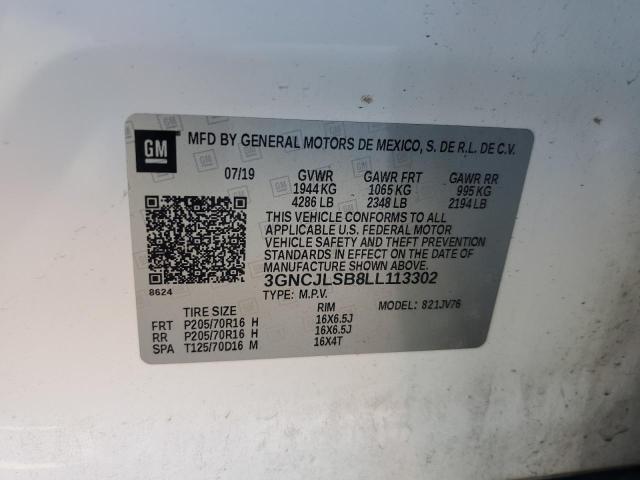 GM
MFD BY GENERAL MOTORS DE MEXICO, S. DE R.L. DE C.V.
07/19 GVWR GAWR FRT GAWR RR
1944 KG 1065 KG 995 KG
4286 LB 2348 LB 2194 LB
THIS VEHICLE CONFORMS TO ALL
APPLICABLE U.S. FEDERAL MOTOR
VEHICLE SAFETY AND THEFT PREVENTION
STANDARDS IN EFFECT ON THE DATE OF
MANUFACTURE SHOWN ABOVE.
3GNCJLSB8LL113302
8624
TYPE: M.P.V. MODEL: 821JV76
TIRE SIZE RIM
FRT P205/70R16 H 16X6.5J
RR P205/70R16 H 16X6.5J
SPA T125/70D16 M 16X4T